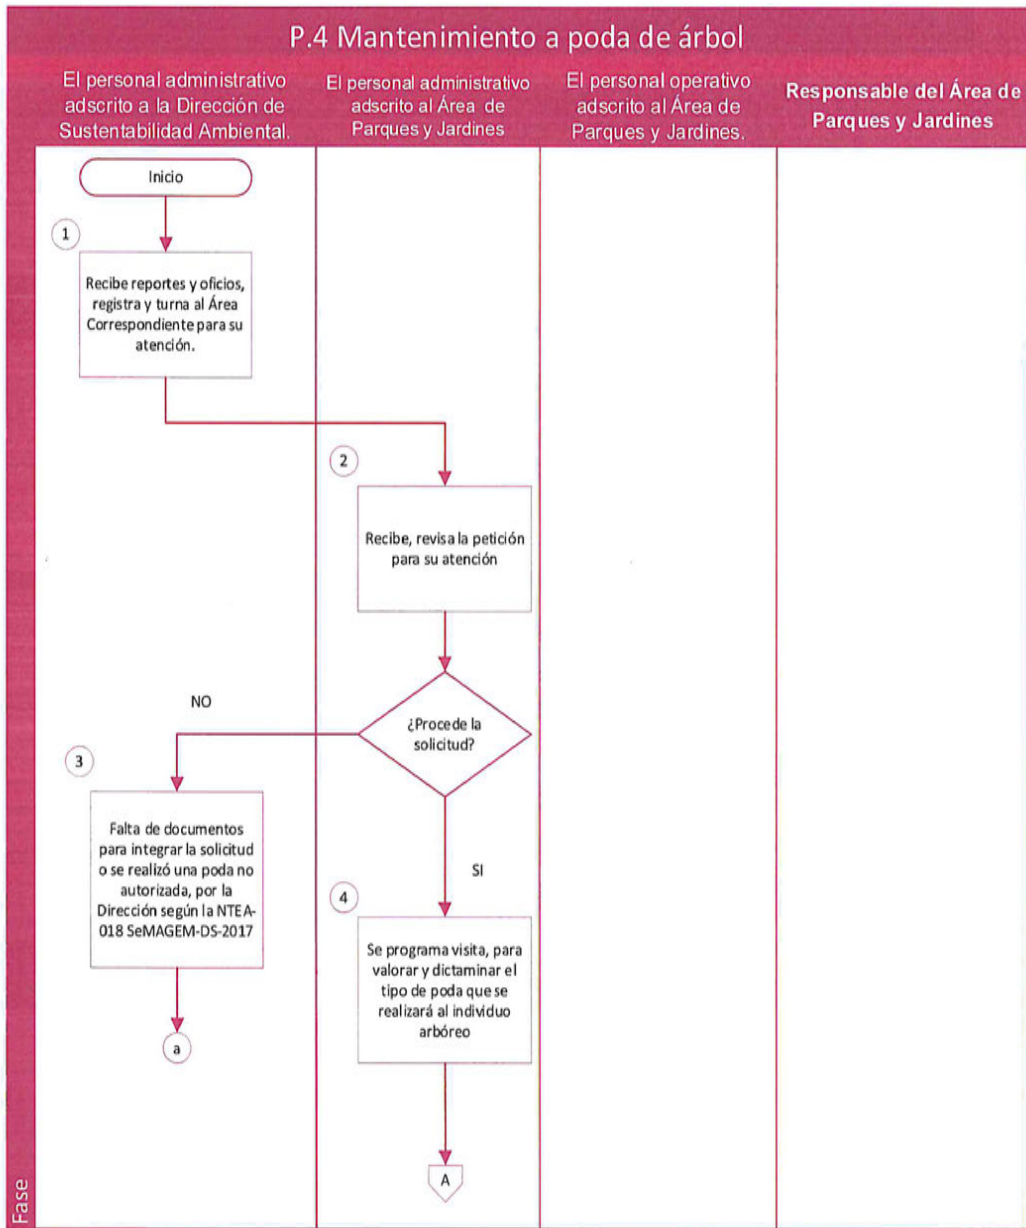 P.4 Mantenimiento a poda de árbol
El personal administrativo
adscrito a la Dirección de
Sustentabilidad Ambiental.
El personal administrativo
adscrito al Área de
Parques y Jardines
El personal operativo
adscrito al Área de
Parques y Jardines.
Responsable del Área de
Parques y Jardines
Inicio
1
Recibe reportes y oficios,
registra y turna al Área
Correspondiente para su
atención.
2
Recibe, revisa la petición
para su atención
¿Procede la
solicitud?
NO
3
Falta de documentos
para integrar la solicitud
o se realizó una poda no
autorizada, por la
Dirección según la NTEA-
018 SeMAGEM-DS-2017
a
SI
4
Se programa visita, para
valorar y dictaminar el
tipo de poda que se
realizará al individuo
arbóreo
A
Fase